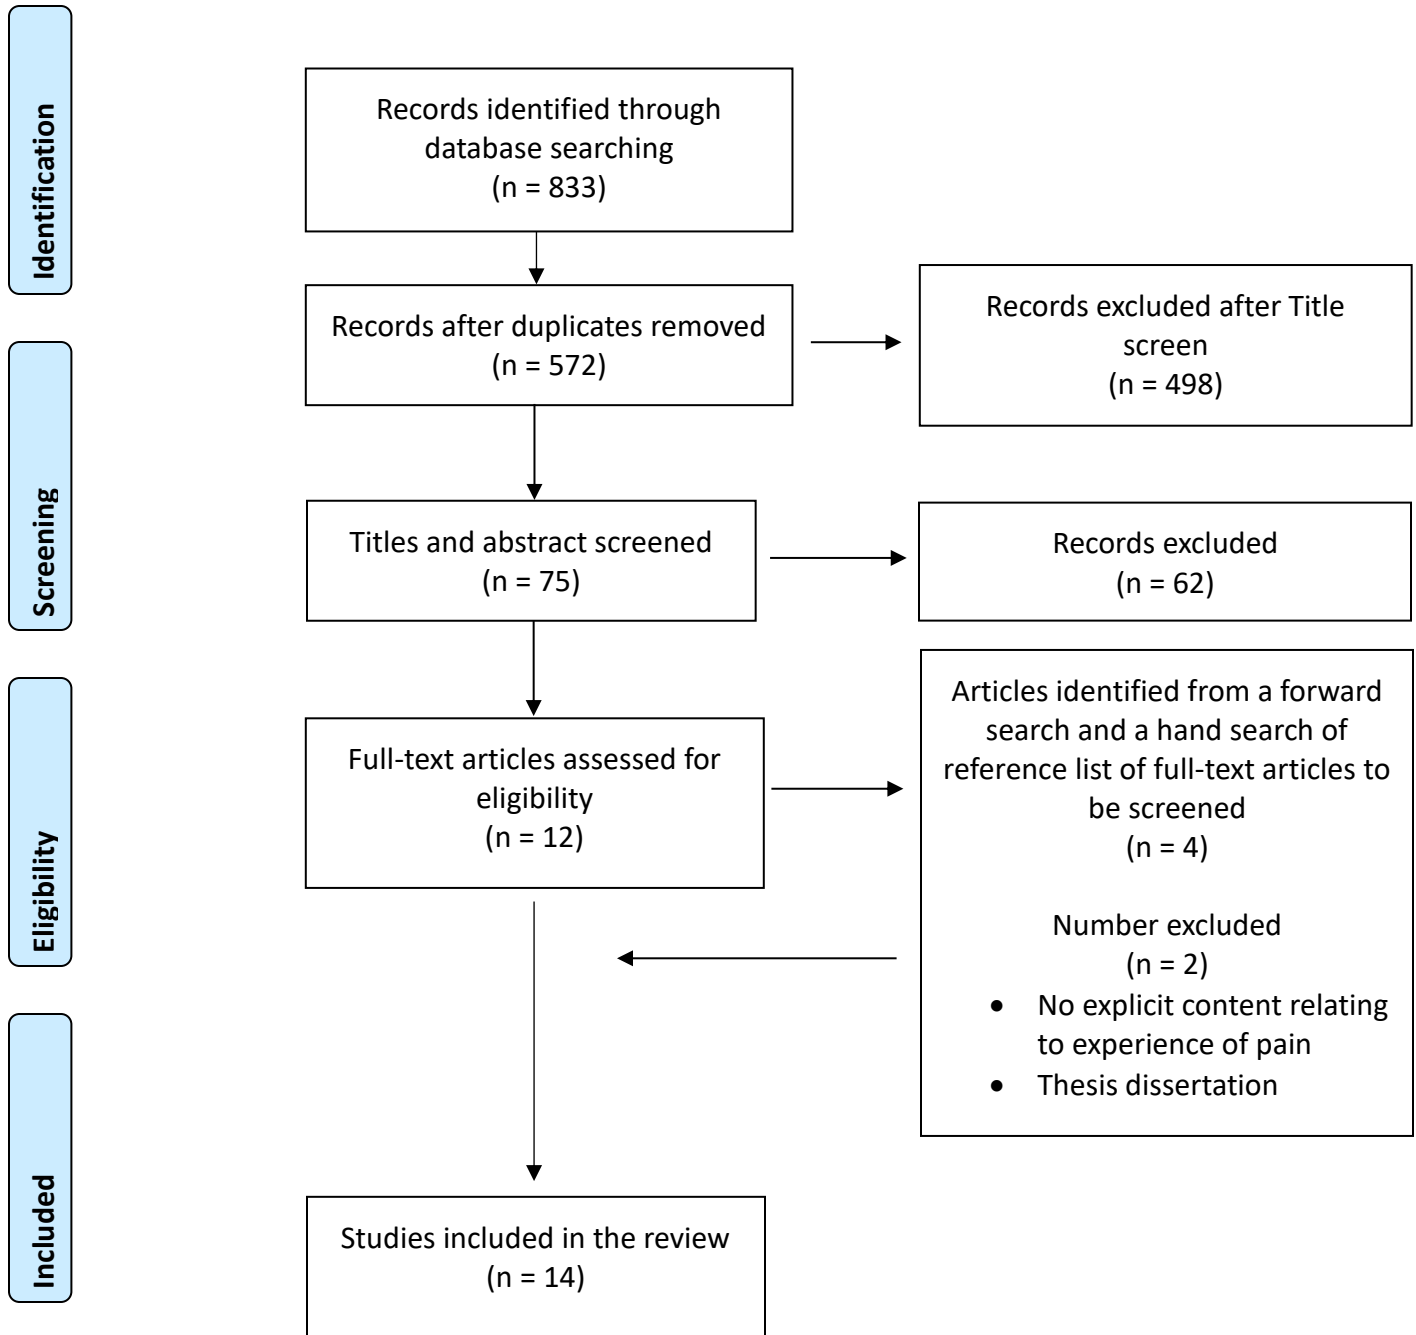 Identification
Records identified through
database searching
(n = 833)
Records after duplicates removed
(n = 572)
Records excluded after Title
screen
(n = 498)
Screening
Titles and abstract screened
(n = 75)
Records excluded
(n = 62)
Eligibility
Full-text articles assessed for
eligibility
(n = 12)
Articles identified from a forward
search and a hand search of
reference list of full-text articles to
be screened
(n = 4)
Number excluded
(n = 2)
• No explicit content relating
to experience of pain
• Thesis dissertation
Included
Studies included in the review
(n = 14)